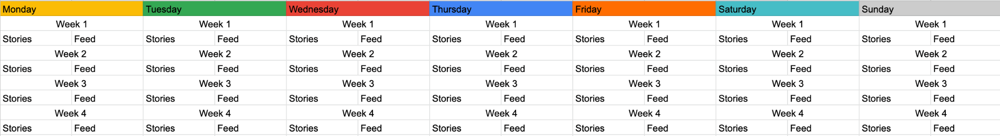 Monday Tuesday Wednesday Thursday Friday Saturday Sunday
Week 1 Week 1 Week 1 Week 1 Week 1 Week 1 Week 1
Stories Feed Stories Feed Stories Feed Stories Feed Stories Feed Stories Feed Stories Feed
Week 2 Week 2 Week 2 Week 2 Week 2 Week 2 Week 2
Stories Feed Stories Feed Stories Feed Stories Feed Stories Feed Stories Feed Stories Feed
Week 3 Week 3 Week 3 Week 3 Week 3 Week 3 Week 3
Stories Feed Stories Feed Stories Feed Stories Feed Stories Feed Stories Feed Stories Feed
Week 4 Week 4 Week 4 Week 4 Week 4 Week 4 Week 4
Stories Feed Stories Feed Stories Feed Stories Feed Stories Feed Stories Feed Stories Feed